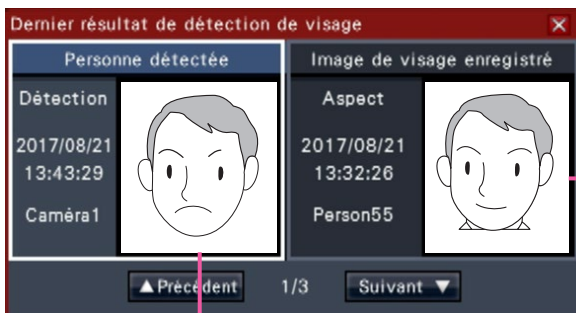 Dernier résultat de détection de visage
Personne détectée
Détection
2017/08/21
13:43:29
Caméra1
Image de visage enregistré
Aspect
2017/08/21
13:32:26
Person55
▲Précédent 1/3 Suivant ▼